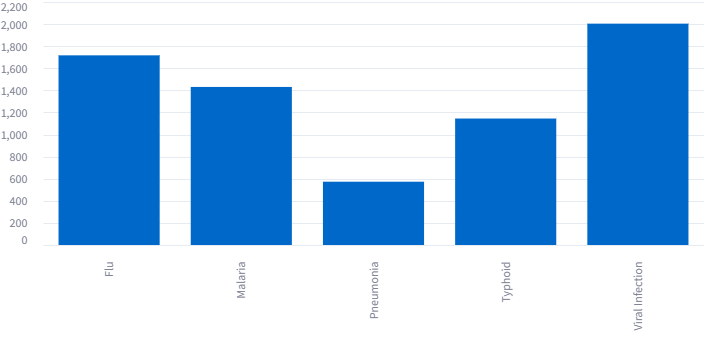 2,200
2,000
1,800
1,600
1,400
1,200
1,000
800
600
400
200
0
Flu
Malaria
Pneumonia
Typhoid
Viral Infection